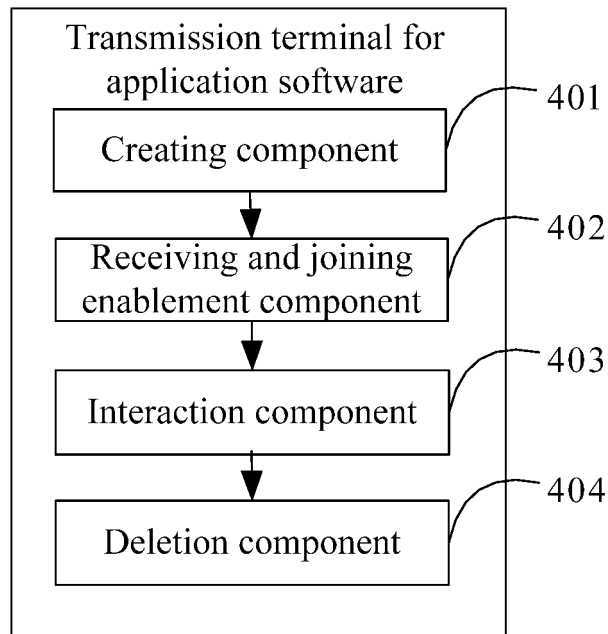 Transmission terminal for
application software
401
Creating component
402
Receiving and joining
enablement component
403
Interaction component
404
Deletion component